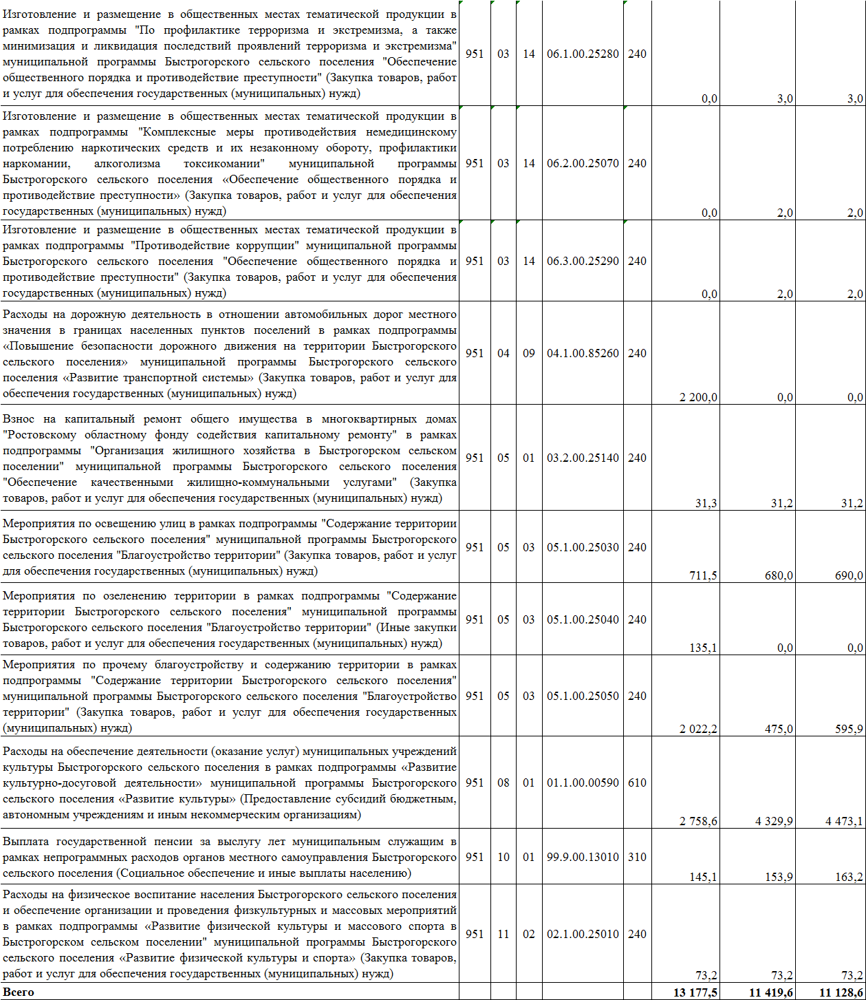 Изготовление и размещение в общественных местах тематической продукции в
рамках подпрограммы "По профилактике терроризма и экстремизма, а также
минимизация и ликвидация последствий проявлений терроризма и экстремизма"
муниципальной программы Быстрогорского сельского поселения "Обеспечение
общественного порядка и противодействие преступности" (Закупка товаров, работ
и услуг для обеспечения государственных (муниципальных) нужд)
951 03 14 06.1.00.25280 240
0,0 3,0 3,0
Изготовление и размещение в общественных местах тематической продукции в
рамках подпрограммы "Комплексные меры противодействия немедицинскому
потреблению наркотических средств и их незаконному обороту, профилактики
наркомании, алкоголизма токсикомании" муниципальной программы
Быстрогорского сельского поселения «Обеспечение общественного порядка и
противодействие преступности» (Закупка товаров, работ и услуг для обеспечения
государственных (муниципальных) нужд)
951 03 14 06.2.00.25070 240
0,0 2,0 2,0
Изготовление и размещение в общественных местах тематической продукции в
рамках подпрограммы "Противодействие коррупции" муниципальной программы
Быстрогорского сельского поселения "Обеспечение общественного порядка и
противодействие преступности" (Закупка товаров, работ и услуг для обеспечения
государственных (муниципальных) нужд)
951 03 14 06.3.00.25290 240
0,0 2,0 2,0
Расходы на дорожную деятельность в отношении автомобильных дорог местного
значения в границах населенных пунктов поселений в рамках подпрограммы
«Повышение безопасности дорожного движения на территории Быстрогорского
сельского поселения» муниципальной программы Быстрогорского сельского
поселения «Развитие транспортной системы» (Закупка товаров, работ и услуг для
обеспечения государственных (муниципальных) нужд)
951 04 09 04.1.00.85260 240
2 200,0 0,0 0,0
Взнос на капитальный ремонт общего имущества в многоквартирных домах
"Ростовскому областному фонду содействия капитальному ремонту" в рамках
подпрограммы "Организация жилищного хозяйства в Быстрогорском сельском
поселении" муниципальной программы Быстрогорского сельского поселения
"Обеспечение качественными жилищно-коммунальными услугами" (Закупка
товаров, работ и услуг для обеспечения государственных (муниципальных) нужд)
951 05 01 03.2.00.25140 240
31,3 31,2 31,2
Мероприятия по освещению улиц в рамках подпрограммы "Содержание территории
Быстрогорского сельского поселения" муниципальной программы Быстрогорского
сельского поселения "Благоустройство территории" (Закупка товаров, работ и услуг
для обеспечения государственных (муниципальных) нужд)
951 05 03 05.1.00.25030 240
711,5 680,0 690,0
Мероприятия по озеленению территории в рамках подпрограммы "Содержание
территории Быстрогорского сельского поселения" муниципальной программы
Быстрогорского сельского поселения "Благоустройство территории" (Иные закупки
товаров, работ и услуг для обеспечения государственных (муниципальных) нужд)
951 05 03 05.1.00.25040 240
135,1 0,0 0,0
Мероприятия по прочему благоустройству и содержанию территории в рамках
подпрограммы "Содержание территории Быстрогорского сельского поселения"
муниципальной программы Быстрогорского сельского поселения "Благоустройство
территории" (Закупка товаров, работ и услуг для обеспечения государственных
(муниципальных) нужд)
951 05 03 05.1.00.25050 240
2 022,2 475,0 595,9
Расходы на обеспечение деятельности (оказание услуг) муниципальных учреждений
культуры Быстрогорского сельского поселения в рамках подпрограммы «Развитие
культурно-досуговой деятельности» муниципальной программы Быстрогорского
сельского поселения «Развитие культуры» (Предоставление субсидий бюджетным,
автономным учреждениям и иным некоммерческим организациям)
951 08 01 01.1.00.00590 610
2 758,6 4 329,9 4 473,1
Выплата государственной пенсии за выслугу лет муниципальным служащим в
рамках непрограммных расходов органов местного самоуправления Быстрогорского
сельского поселения (Социальное обеспечение и иные выплаты населению)
951 10 01 99.9.00.13010 310
145,1 153,9 163,2
Расходы на физическое воспитание населения Быстрогорского сельского поселения
и обеспечение организации и проведения физкультурных и массовых мероприятий
в рамках подпрограммы «Развитие физической культуры и массового спорта в
Быстрогорском сельском поселении" муниципальной программы Быстрогорского
сельского поселения «Развитие физической культуры и спорта» (Закупка товаров,
работ и услуг для обеспечения государственных (муниципальных) нужд)
951 11 02 02.1.00.25010 240
73,2 73,2 73,2
Всего 13 177,5 11 419,6 11 128,6